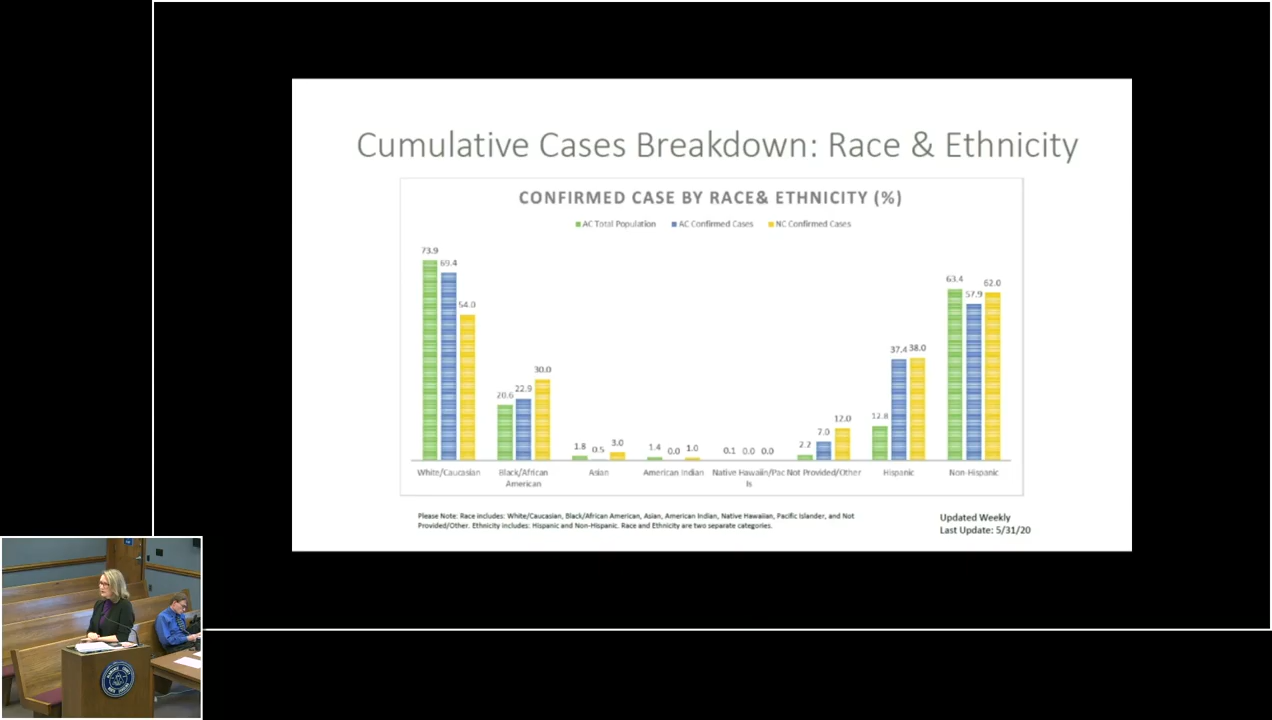 Cumulative Cases Breakdown: Race & Ethnicity
CONFIRMED CASE BY RACE& ETHNICITY (%)
AC Total Population AC Confirmed Cases NC Confirmed Cases
73.9 69.4 54.0
20.6 22.9 30.0
1.8 0.5 3.0
1.4 0.0 1.0
0.1 0.0 0.0
2.2 7.0 12.0
12.8 37.4 38.0
63.4 57.9 62.0
White/Caucasian
Black/African
American
Asian
American Indian
Native Hawaiin/Pac
Is
Not Provided/Other
Hispanic
Non-Hispanic
Please Note: Race includes: White/Caucasian, Black/African American, Asian, American Indian, Native Hawaiian, Pacific Islander, and Not
Provided/Other. Ethnicity includes: Hispanic and Non-Hispanic. Race and Ethnicity are two separate categories.
Updated Weekly
Last Update: 5/31/20